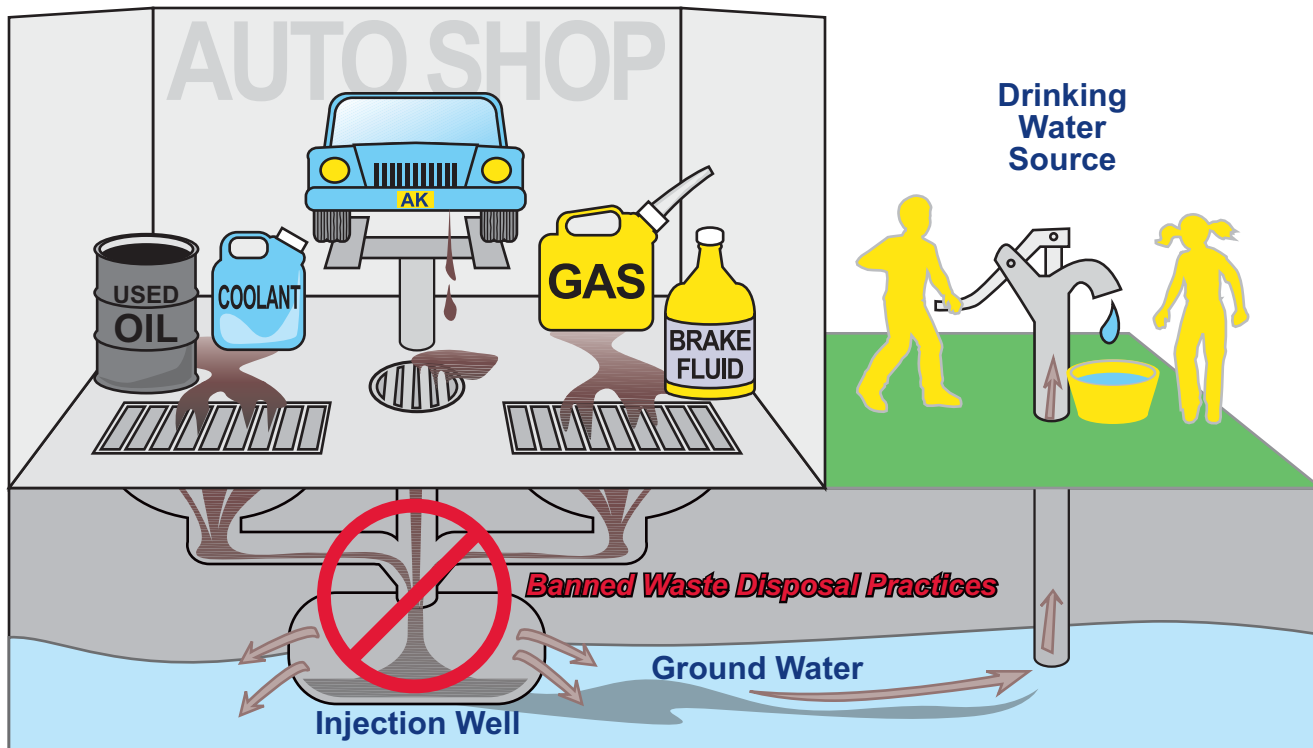 AUTO SHOP
Drinking
Water
Source
AK
USED
OIL
COOLANT
GAS
BRAKE
FLUID
Banned Waste Disposal Practices
Ground Water
Injection Well